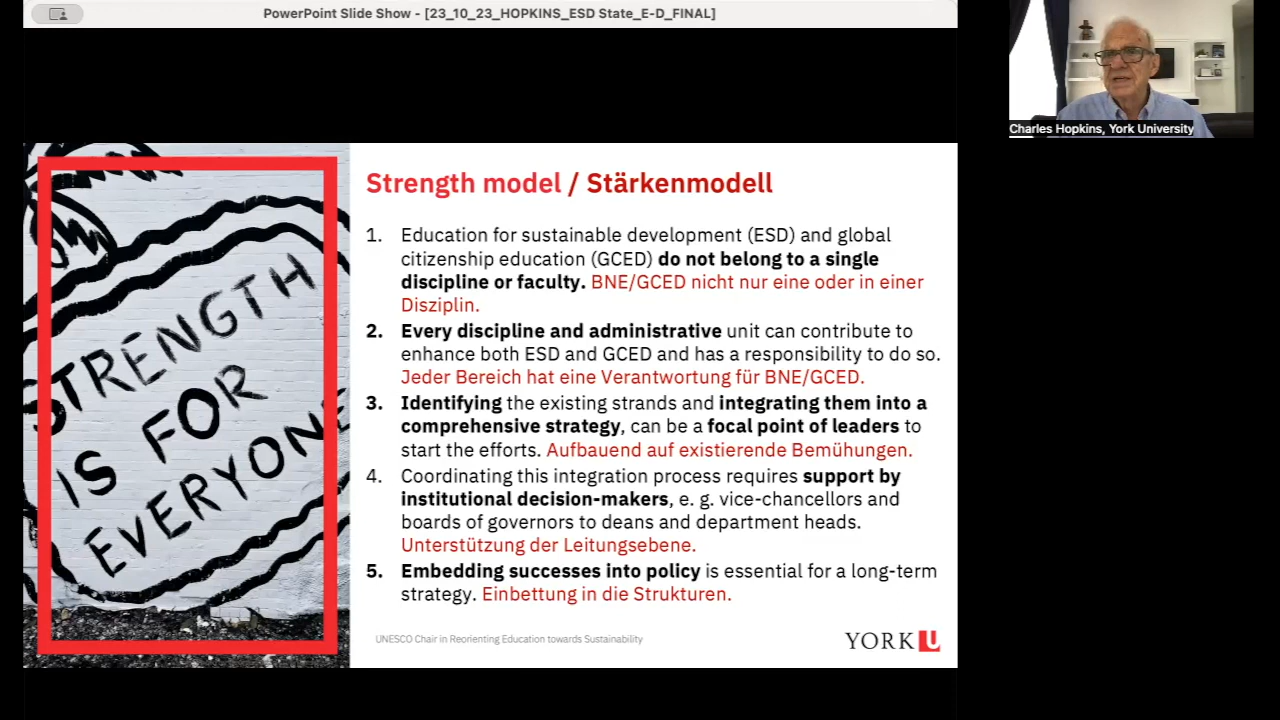 PowerPoint Slide Show - [23_10_23_HOPKINS_ESD State_E-D_FINAL]
Charles Hopkins, York University
STRENGTH
IS FOR
EVERYONE
Strength model / Stärkenmodell
1. Education for sustainable development (ESD) and global
citizenship education (GCED) do not belong to a single
discipline or faculty. BNE/GCED nicht nur eine oder in einer
Disziplin.
2. Every discipline and administrative unit can contribute to
enhance both ESD and GCED and has a responsibility to do so.
Jeder Bereich hat eine Verantwortung für BNE/GCED.
3. Identifying the existing strands and integrating them into a
comprehensive strategy, can be a focal point of leaders to
start the efforts. Aufbauend auf existierende Bemühungen.
4. Coordinating this integration process requires support by
institutional decision-makers, e. g. vice-chancellors and
boards of governors to deans and department heads.
Unterstützung der Leitungsebene.
5. Embedding successes into policy is essential for a long-term
strategy. Einbettung in die Strukturen.
UNESCO Chair in Reorienting Education towards Sustainability
YORK U